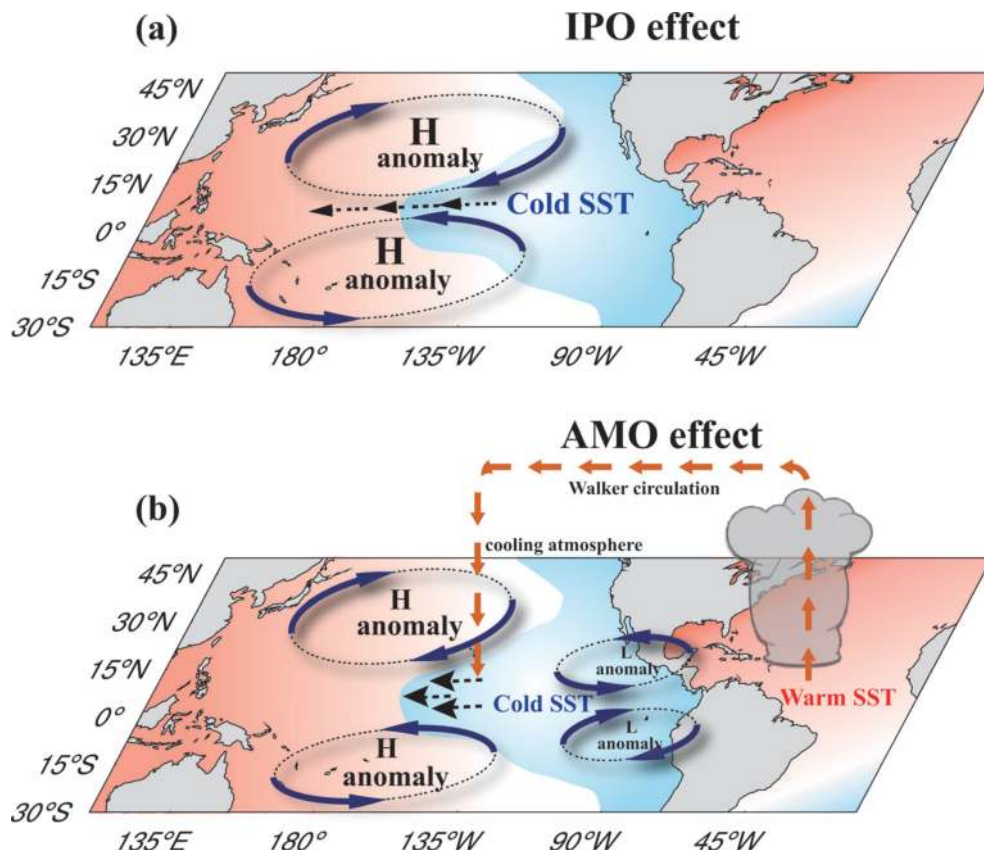 (a)
IPO effect
45°N
30°N
15°N
0°
15°S
30°S
H
anomaly
Cold SST
H
anomaly
135°E 180° 135°W 90°W 45°W
AMO effect
Walker circulation
(b)
cooling atmosphere
45°N
30°N
15°N
0°
15°S
30°S
H
anomaly
L
anomaly
Cold SST
Warm SST
L
anomaly
H
anomaly
135°E 180° 135°W 90°W 45°W